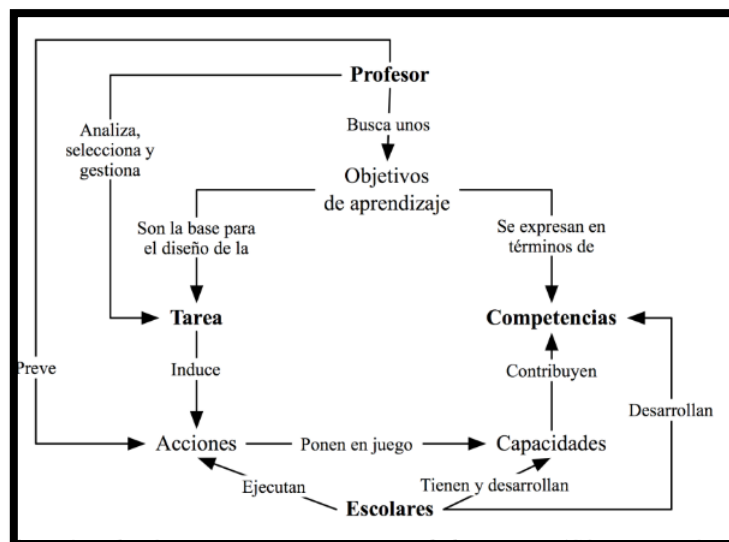 Profesor
Analiza,
selecciona y
gestiona
Busca unos
Objetivos
de aprendizaje
Son la base para
el diseño de la
Se expresan en
términos de
Tarea
Competencias
Preve
Induce
Contribuyen
Desarrollan
Acciones
Ponen en juego
Capacidades
Ejecutan
Tienen y desarrollan
Escolares